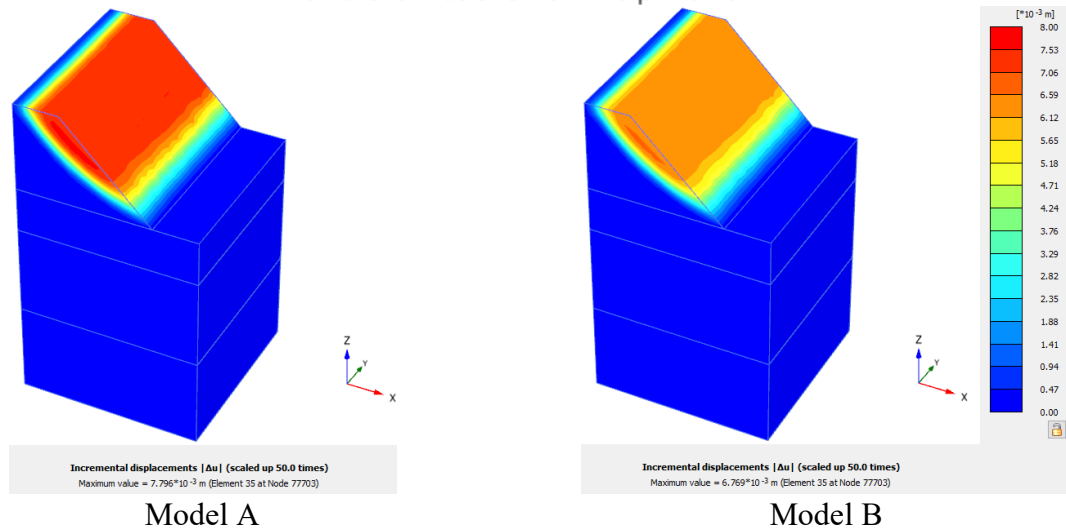 [*10 -3 m]
8.00
7.53
7.06
6.59
6.12
5.65
5.18
4.71
4.24
3.76
3.29
2.82
2.35
1.88
1.41
0.94
0.47
0.00
Z
Y
X
Z
Y
X
Incremental displacements |Δu| (scaled up 50.0 times)
Maximum value = 7.796*10 -3 m (Element 35 at Node 77703)
Incremental displacements |Δu| (scaled up 50.0 times)
Maximum value = 6.769*10 -3 m (Element 35 at Node 77703)
Model A
Model B